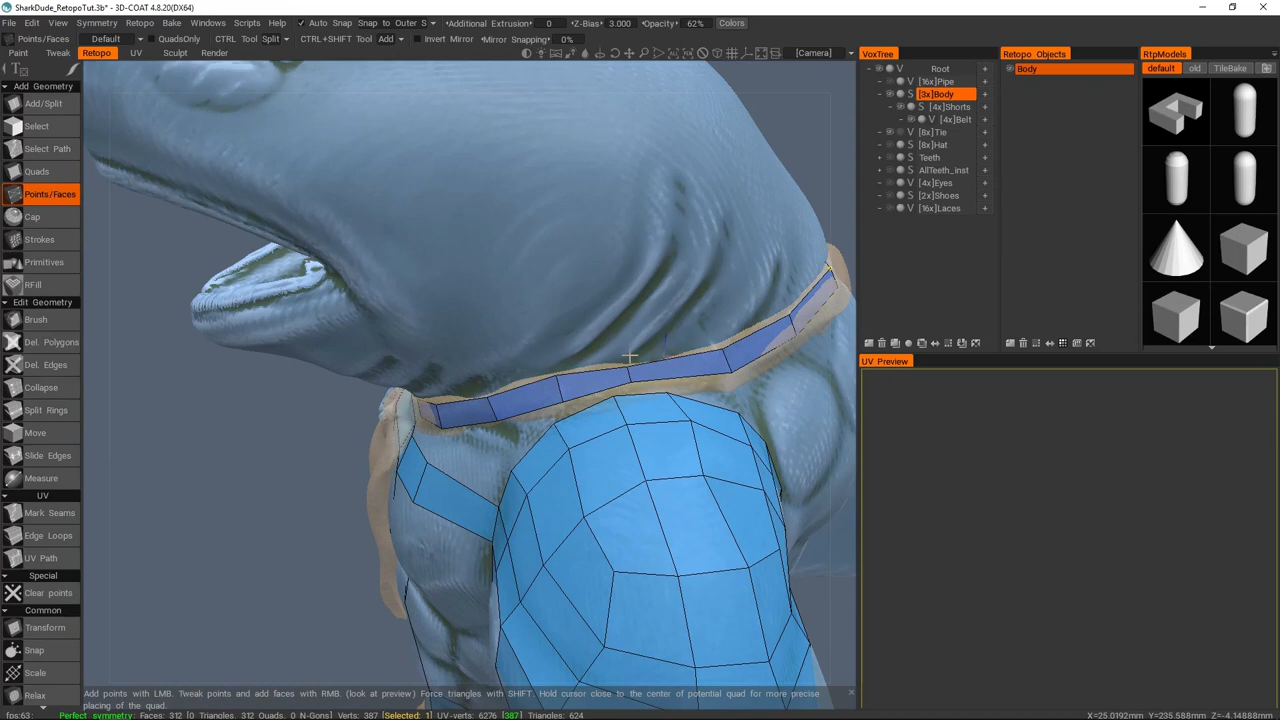 SharkDude_RetopoTut.3b* - 3D-COAT 4.8.20(DX64)
File Edit View Symmetry Retopo Bake Windows Scripts Help Auto Snap Snap to Outer S Additional Extrusion 0 Z-Bias 3.000 Opacity 62% Colors
Points/Faces Default QuadsOnly CTRL Tool Split CTRL+SHIFT Tool Add Invert Mirror Mirror Snapping 0%
Paint Tweak Retopo UV Sculpt Render [Camera]
VoxTree
Root
[16x]Pipe
[3x]Body
[4x]Shorts
[4x]Belt
[8x]Tie
[8x]Hat
Teeth
AllTeeth_inst
[4x]Eyes
[2x]Shoes
[16x]Laces
Retopo Objects
Body
RtpModels
default old TileBake
UV Preview
Add Geometry
Add/Split
Select
Select Path
Quads
Points/Faces
Cap
Strokes
Primitives
RFill
Edit Geometry
Brush
Del. Polygons
Del. Edges
Collapse
Split Rings
Move
Slide Edges
Measure
UV
Mark Seams
Edge Loops
UV Path
Special
Clear points
Common
Transform
Snap
Scale
Relax
Add points with LMB. Tweak points and add faces with RMB. (look at preview) Force triangles with SHIFT. Hold cursor close to the center of potential quad for more precise
placing of the quad.
fps:63; Perfect symmetry: Faces: 312 [0 Triangles, 312 Quads, 0 N-Gons] Verts: 387 [Selected: 1] UV-verts: 6276 [387] Triangles: 624 X=25.0192mm Y=235.588mm Z=-4.14488mm